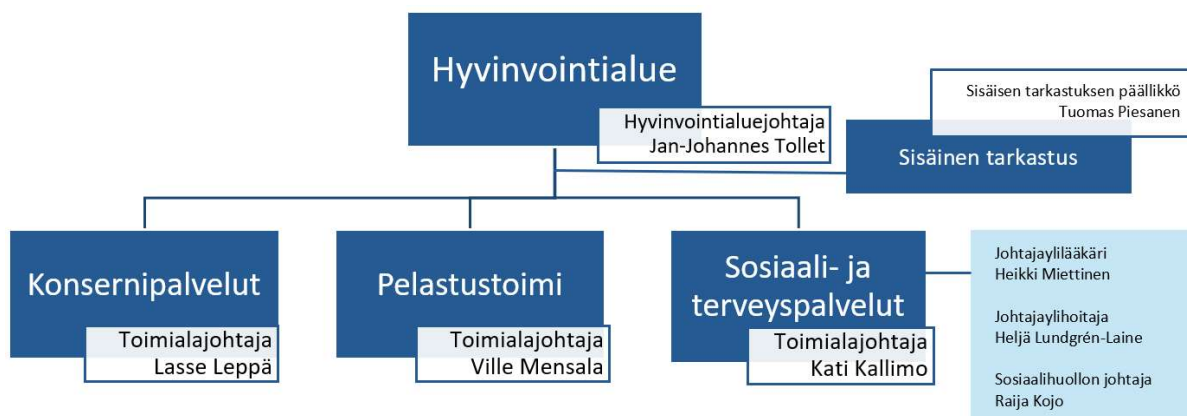 Hyvinvointialue
Hyvinvointialuejohtaja
Jan-Johannes Tollet
Sisäisen tarkastuksen päällikkö
Tuomas Piesanen
Sisäinen tarkastus
Konsernipalvelut
Toimialajohtaja
Lasse Leppä
Pelastustoimi
Toimialajohtaja
Ville Mensala
Sosiaali- ja
terveyspalvelut
Toimialajohtaja
Kati Kallimo
Johtajaylilääkäri
Heikki Miettinen
Johtajaylihoitaja
Heljä Lundgrén-Laine
Sosiaalihuollon johtaja
Raija Kojo